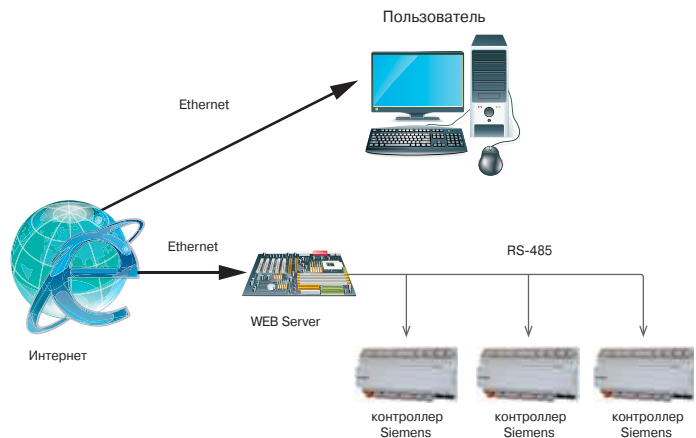 Пользователь
Ethernet
Ethernet
RS-485
WEB Server
Интернет
контроллер
Siemens
контроллер
Siemens
контроллер
Siemens